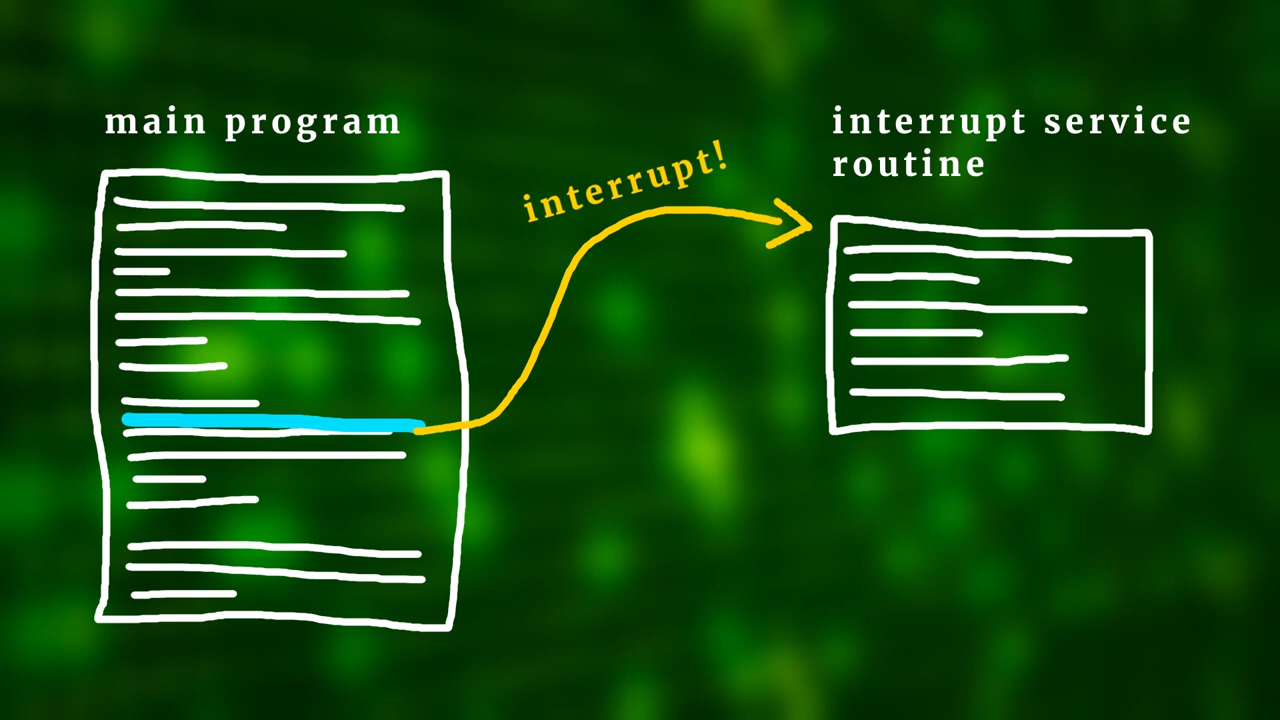 main program
interrupt!
interrupt service
routine